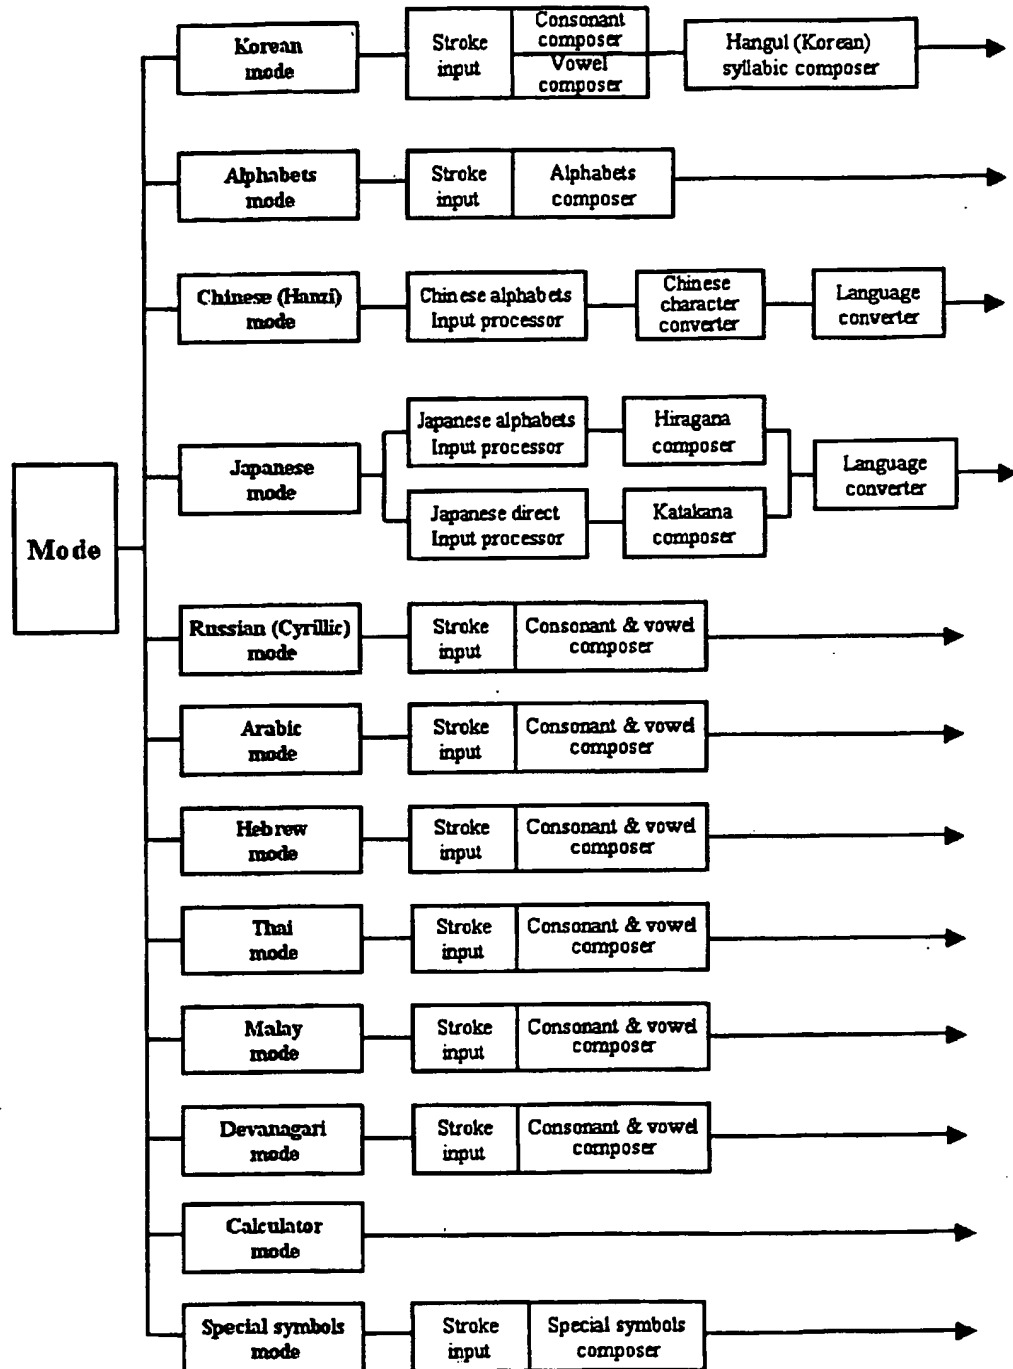 Korean
mode
Stroke
input
Consonant
composer
Vowel
composer
Hangul (Korean)
syllabic composer
Alphabets
mode
Stroke
input
Alphabets
composer
Chinese (Hanzi)
mode
Chinese alphabets
Input processor
Chinese
character
converter
Language
converter
Mode
Japanese
mode
Japanese alphabets
Input processor
Hiragana
composer
Japanese direct
Input processor
Katakana
composer
Language
converter
Russian (Cyrillic)
mode
Stroke
input
Consonant & vowel
composer
Arabic
mode
Stroke
input
Consonant & vowel
composer
Hebrew
mode
Stroke
input
Consonant & vowel
composer
Thai
mode
Stroke
input
Consonant & vowel
composer
Malay
mode
Stroke
input
Consonant & vowel
composer
Devanagari
mode
Stroke
input
Consonant & vowel
composer
Calculator
mode
Special symbols
mode
Stroke
input
Special symbols
composer